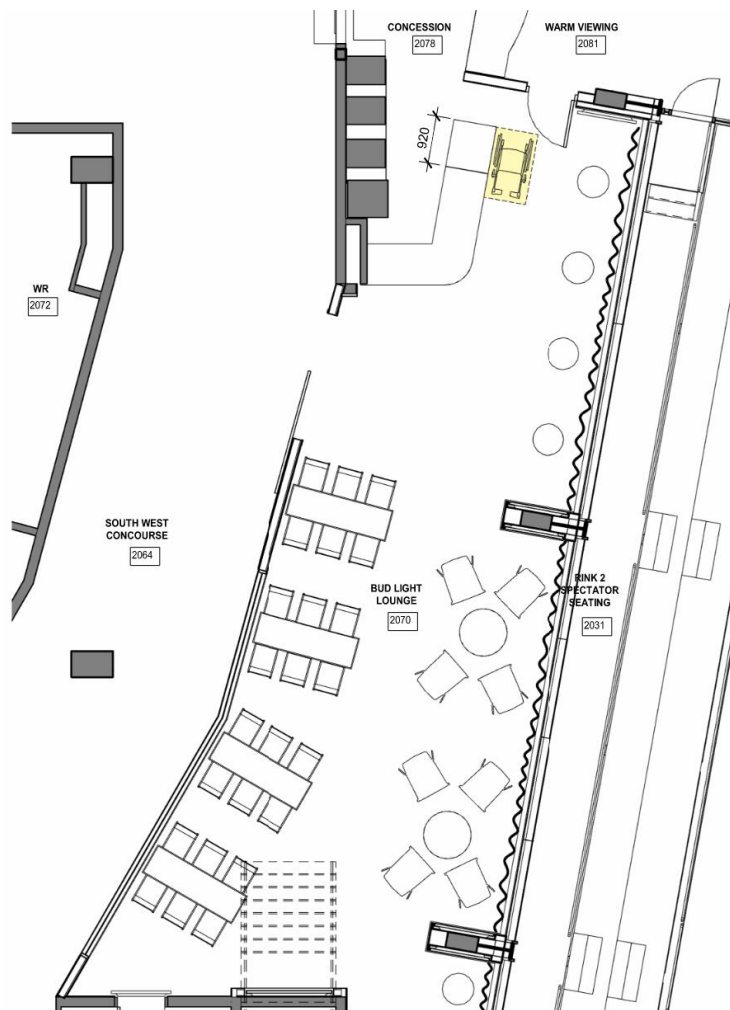 CONCESSION
2078
WARM VIEWING
2081
920
WR
2072
SOUTH WEST
CONCOURSE
2064
BUD LIGHT
LOUNGE
2070
RINK 2
SPECTATOR
SEATING
2031